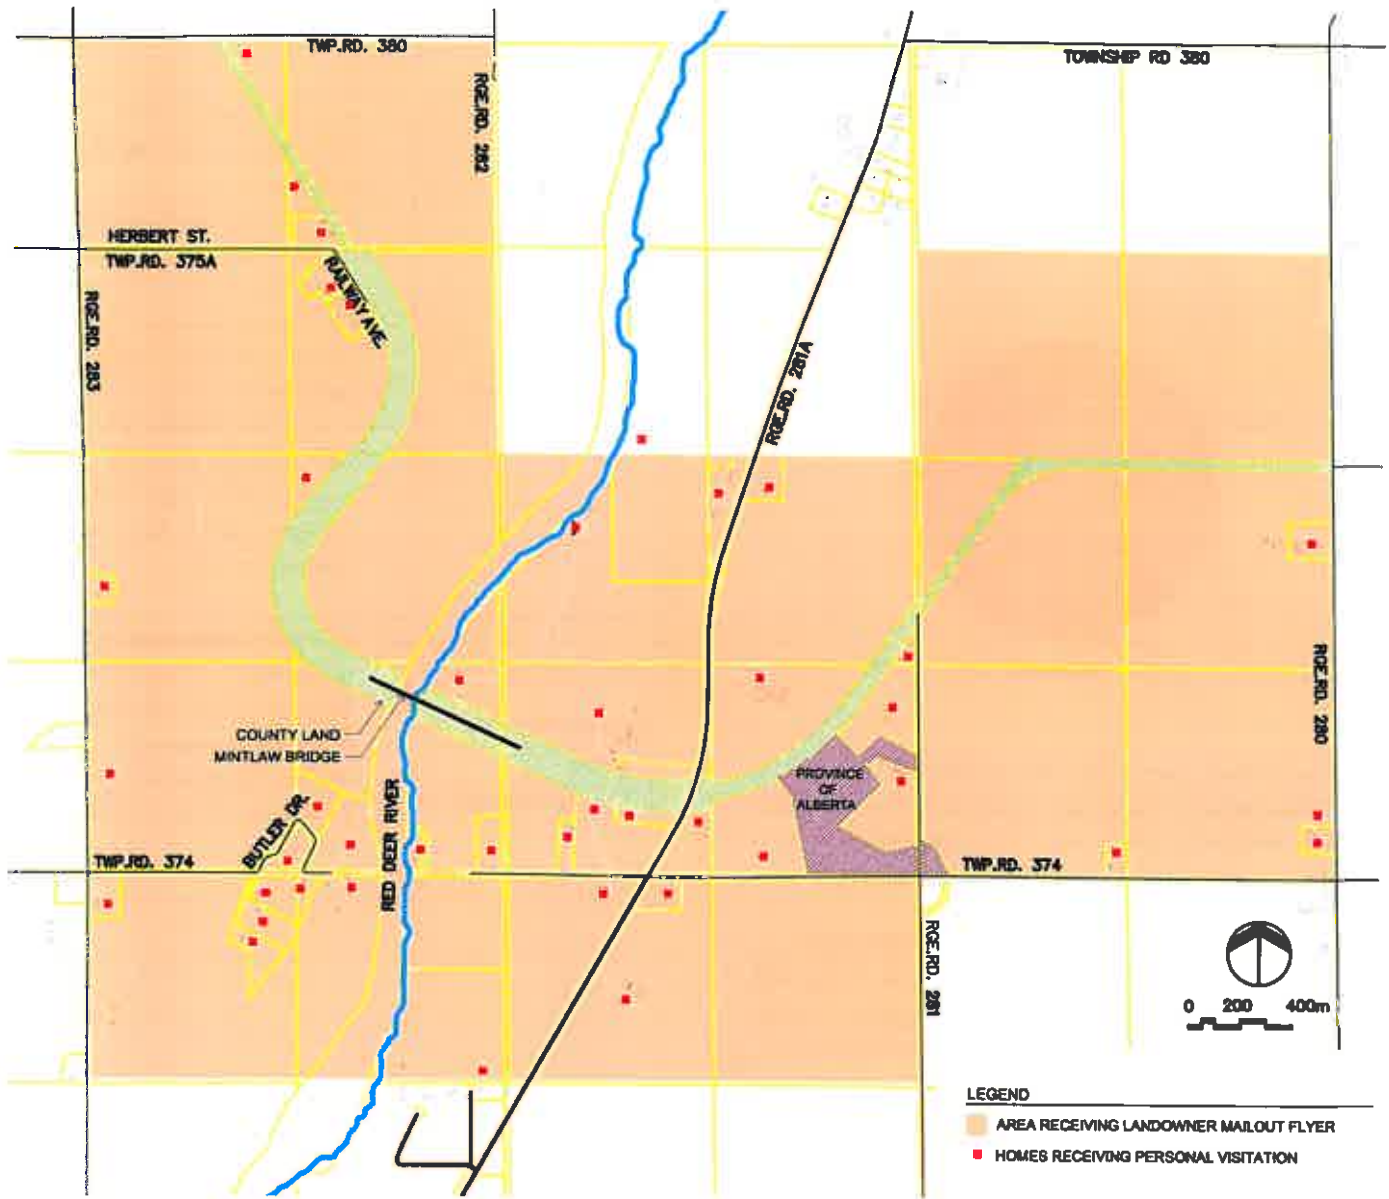 TWP.RD. 380
TOWNSHIP RD 380
RGE.RD. 282
HERBERT ST.
TWP.RD. 375A
RAILWAY AVE.
RGE.RD. 283
RGE.RD. 281A
RGE.RD. 280
COUNTY LAND
MINTLAW BRIDGE
PROVINCE
OF
ALBERTA
BUTLER DR.
RED DEER RIVER
TWP.RD. 374
TWP.RD. 374
RGE.RD. 281
0 200 400m
LEGEND
AREA RECEIVING LANDOWNER MAILOUT FLYER
HOMES RECEIVING PERSONAL VISITATION